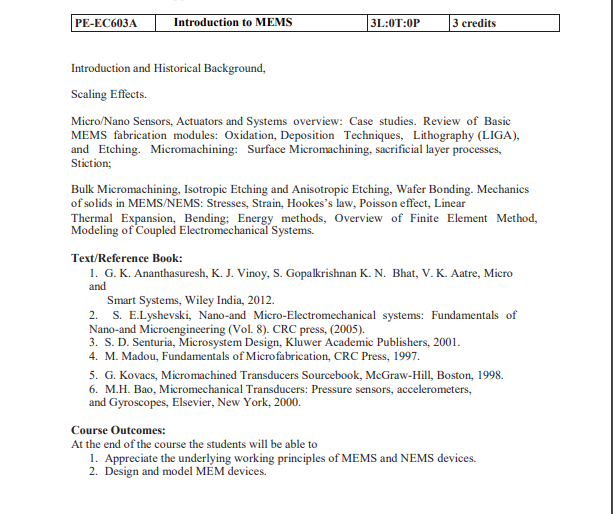 PE-EC603A Introduction to MEMS 3L:0T:0P 3 credits
Introduction and Historical Background,
Scaling Effects.
Micro/Nano Sensors, Actuators and Systems overview: Case studies. Review of Basic
MEMS fabrication modules: Oxidation, Deposition Techniques, Lithography (LIGA),
and Etching. Micromachining: Surface Micromachining, sacrificial layer processes,
Stiction;
Bulk Micromachining, Isotropic Etching and Anisotropic Etching, Wafer Bonding. Mechanics
of solids in MEMS/NEMS: Stresses, Strain, Hookes's law, Poisson effect, Linear
Thermal Expansion, Bending; Energy methods, Overview of Finite Element Method,
Modeling of Coupled Electromechanical Systems.
Text/Reference Book:
1. G. K. Ananthasuresh, K. J. Vinoy, S. Gopalkrishnan K. N. Bhat, V. K. Aatre, Micro
and
Smart Systems, Wiley India, 2012.
2. S. E.Lyshevski, Nano-and Micro-Electromechanical systems: Fundamentals of
Nano-and Microengineering (Vol. 8). CRC press, (2005).
3. S. D. Senturia, Microsystem Design, Kluwer Academic Publishers, 2001.
4. M. Madou, Fundamentals of Microfabrication, CRC Press, 1997.
5. G. Kovacs, Micromachined Transducers Sourcebook, McGraw-Hill, Boston, 1998.
6. M.H. Bao, Micromechanical Transducers: Pressure sensors, accelerometers,
and Gyroscopes, Elsevier, New York, 2000.
Course Outcomes:
At the end of the course the students will be able to
1. Appreciate the underlying working principles of MEMS and NEMS devices.
2. Design and model MEM devices.